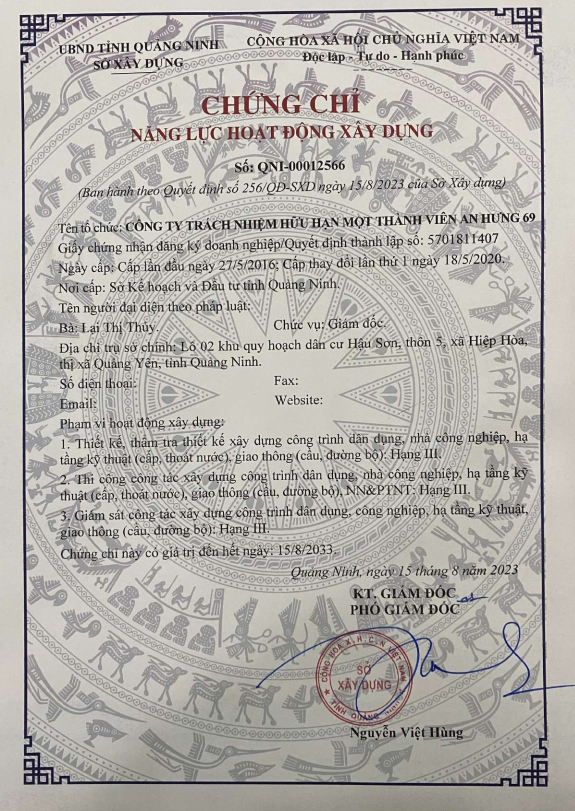 UBND TỈNH QUẢNG NINH
SỞ XÂY DỰNG
CỘNG HÒA XÃ HỘI CHỦ NGHĨA VIỆT NAM
Độc lập - Tự do - Hạnh phúc
CHỨNG CHỈ
NĂNG LỰC HOẠT ĐỘNG XÂY DỰNG
Số: QNI-00012566
(Ban hành theo Quyết định số 256/QĐ-SXD ngày 15/8/2023 của Sở Xây dựng)
Tên tổ chức: CÔNG TY TRÁCH NHIỆM HỮU HẠN MỘT THÀNH VIÊN AN HƯNG 69
Giấy chứng nhận đăng ký doanh nghiệp/Quyết định thành lập số: 5701811407
Ngày cấp: Cấp lần đầu ngày 27/5/2016; Cấp thay đổi lần thứ 1 ngày 18/5/2020.
Nơi cấp: Sở Kế hoạch và Đầu tư tỉnh Quảng Ninh.
Tên người đại diện theo pháp luật:
Bà: Lại Thị Thủy. Chức vụ: Giám đốc.
Địa chỉ trụ sở chính: Lô 02 khu quy hoạch dân cư Hậu Son, thôn 5, xã Hiệp Hòa,
thị xã Quảng Yên, tỉnh Quảng Ninh.
Số điện thoại: Fax:
Email: Website:
Phạm vi hoạt động xây dựng:
1. Thiết kế, thẩm tra thiết kế xây dựng công trình dân dụng, nhà công nghiệp, hạ
tầng kỹ thuật (cấp, thoát nước), giao thông (cầu, đường bộ): Hạng III.
2. Thi công công tác xây dựng công trình dân dụng, nhà công nghiệp, hạ tầng kỹ
thuật (cấp, thoát nước), giao thông (cầu, đường bộ), NN&PTNT: Hạng III.
3. Giám sát công tác xây dựng công trình dân dụng, công nghiệp, hạ tầng kỹ thuật,
giao thông (cầu, đường bộ): Hạng III.
Chứng chỉ này có giá trị đến hết ngày: 15/8/2033.
Quảng Ninh, ngày 15 tháng 8 năm 2023
KT. GIÁM ĐỐC
PHÓ GIÁM ĐỐC
CỘNG HÒA X.H.C.N VIỆT NAM
SỞ
XÂY DỰNG
TỈNH QUẢNG NINH
Nguyễn Việt Hùng